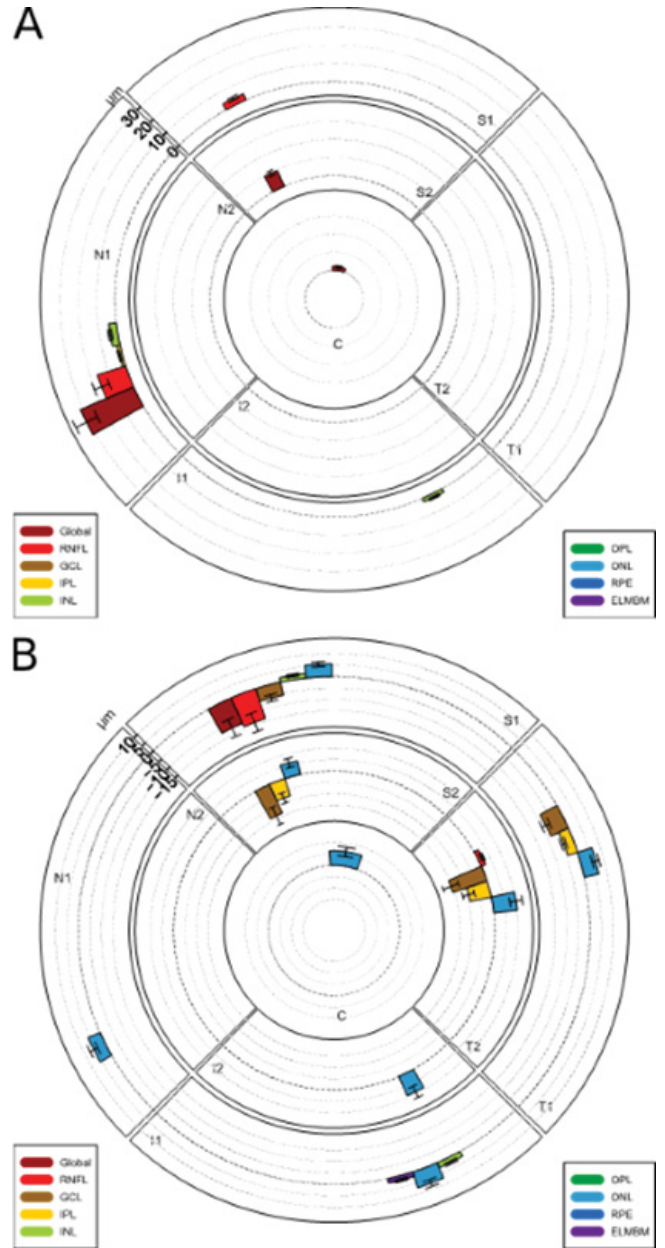 A
µm
30
20
10
0
S1
S2
N2
N1
C
I2
T2
I1
T1
Global
RNFL
GCL
IPL
INL
OPL
ONL
RPE
ELMBM
B
µm
10
S1
S2
N2
N1
C
I2
T2
I1
T1
Global
RNFL
GCL
IPL
INL
OPL
ONL
RPE
ELMBM